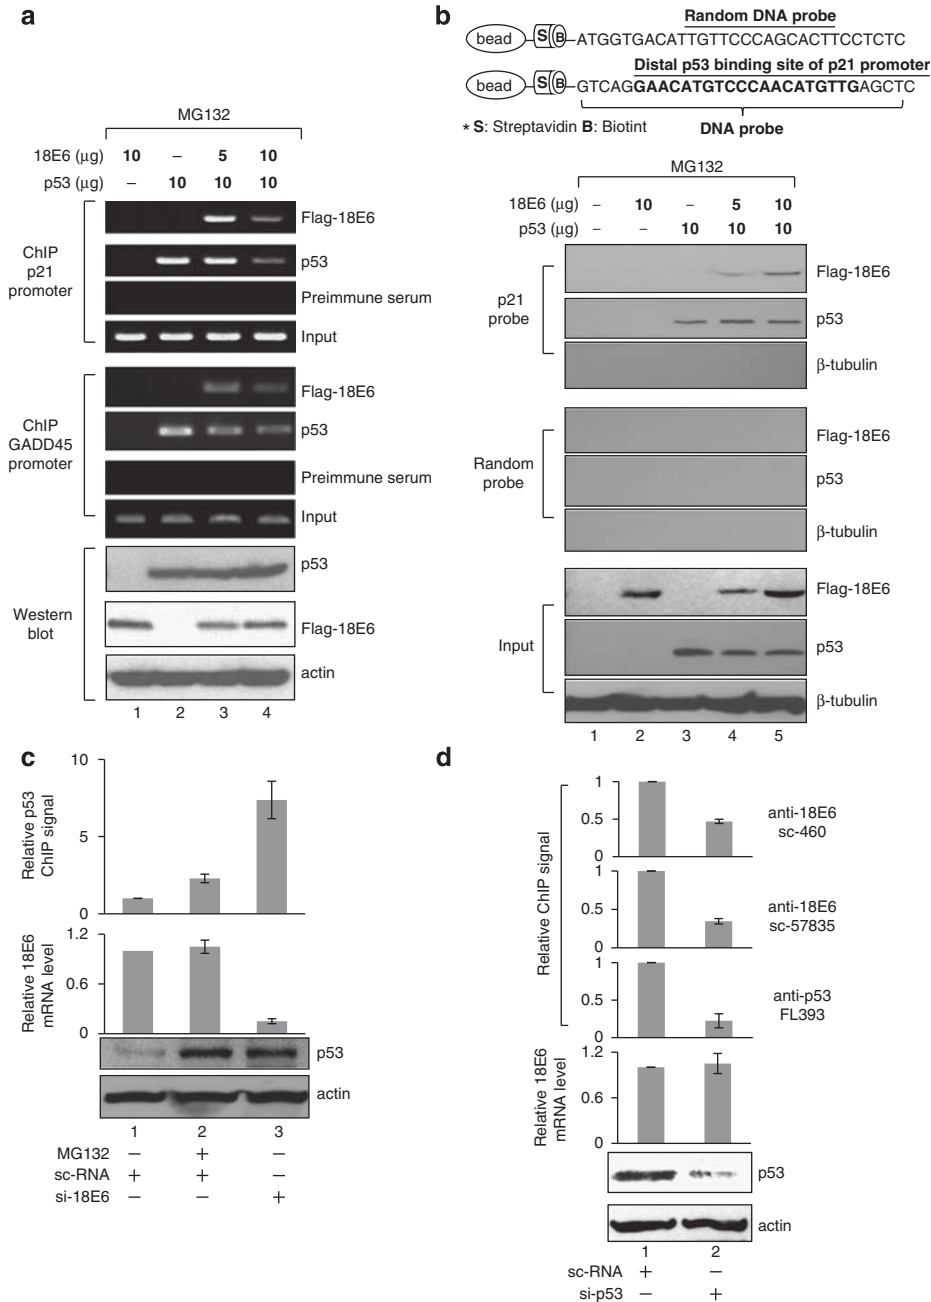 a
MG132
18E6 (µg) 10 – 5 10
p53 (µg) – 10 10 10
ChIP
p21
promoter
Flag-18E6
p53
Preimmune serum
Input
ChIP
GADD45
promoter
Flag-18E6
p53
Preimmune serum
Input
Western
blot
p53
Flag-18E6
actin
1 2 3 4
b
Random DNA probe
bead S B ATGGTGACATTGTTCCCAGCACTTCCTCTC
Distal p53 binding site of p21 promoter
bead S B GTCAGGAACATGTCCCAACATGTTGAGCTC
* S: Streptavidin B: Biotint
DNA probe
MG132
18E6 (µg) – 10 – 5 10
p53 (µg) – – 10 10 10
p21
probe
Flag-18E6
p53
β-tubulin
Random
probe
Flag-18E6
p53
β-tubulin
Input
Flag-18E6
p53
β-tubulin
1 2 3 4 5
c
Relative p53
ChIP signal
10
5
0
Relative 18E6
mRNA level
1.2
0.6
0
p53
actin
1 2 3
MG132 – + –
sc-RNA + + –
si-18E6 – – +
d
Relative ChIP signal
1
0.5
0
anti-18E6
sc-460
1
0.5
0
anti-18E6
sc-57835
1
0.5
0
anti-p53
FL393
Relative 18E6
mRNA level
1.2
0.6
0
p53
actin
1 2
sc-RNA + –
si-p53 – +